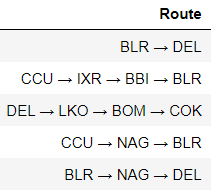 Route
BLR → DEL
CCU → IXR → BBI → BLR
DEL → LKO → BOM → COK
CCU → NAG → BLR
BLR → NAG → DEL